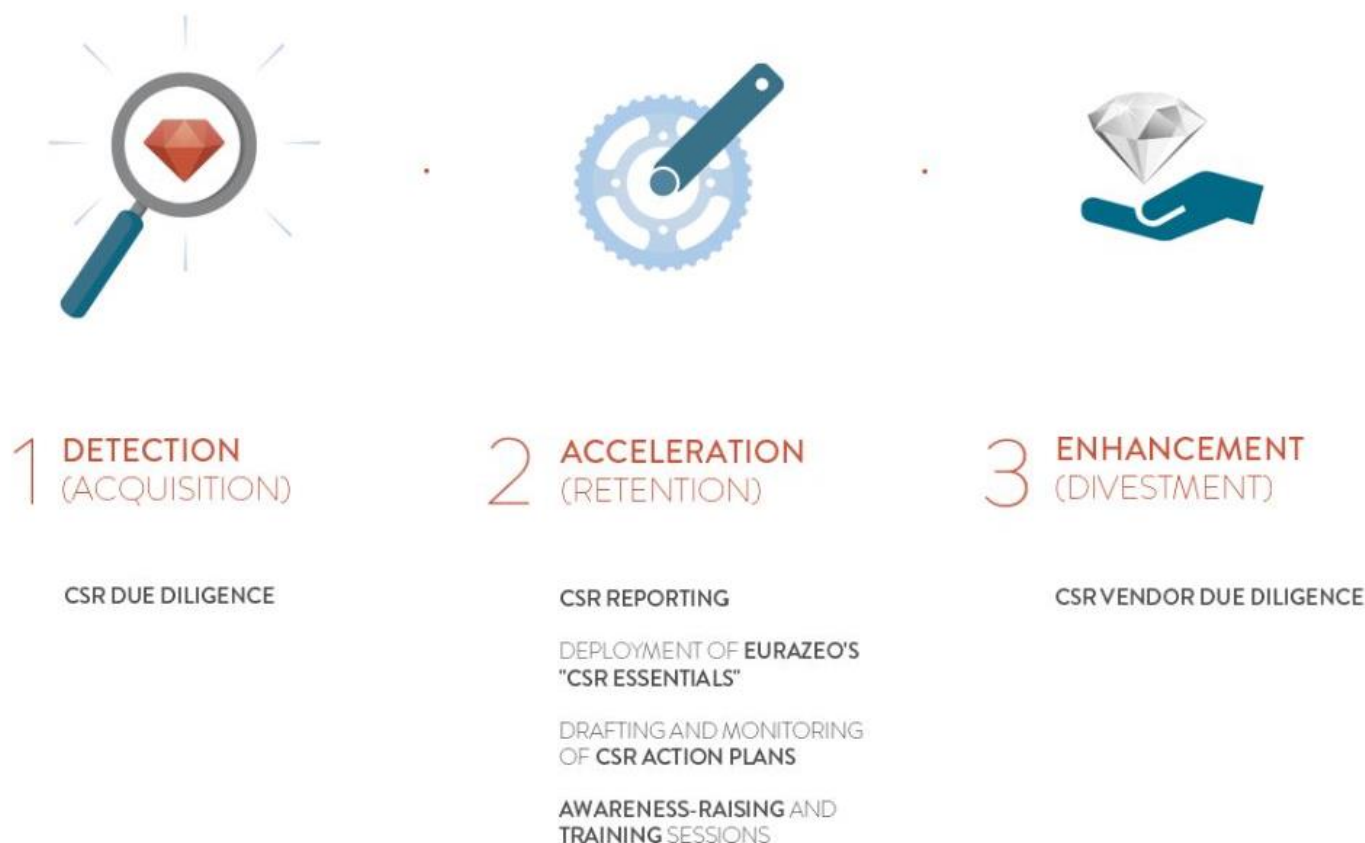 1 DETECTION
(ACQUISITION)
CSR DUE DILIGENCE
2 ACCELERATION
(RETENTION)
CSR REPORTING
DEPLOYMENT OF EURAZEO'S
"CSR ESSENTIALS"
DRAFTING AND MONITORING
OF CSR ACTION PLANS
AWARENESS-RAISING AND
TRAINING SESSIONS
3 ENHANCEMENT
(DIVESTMENT)
CSR VENDOR DUE DILIGENCE